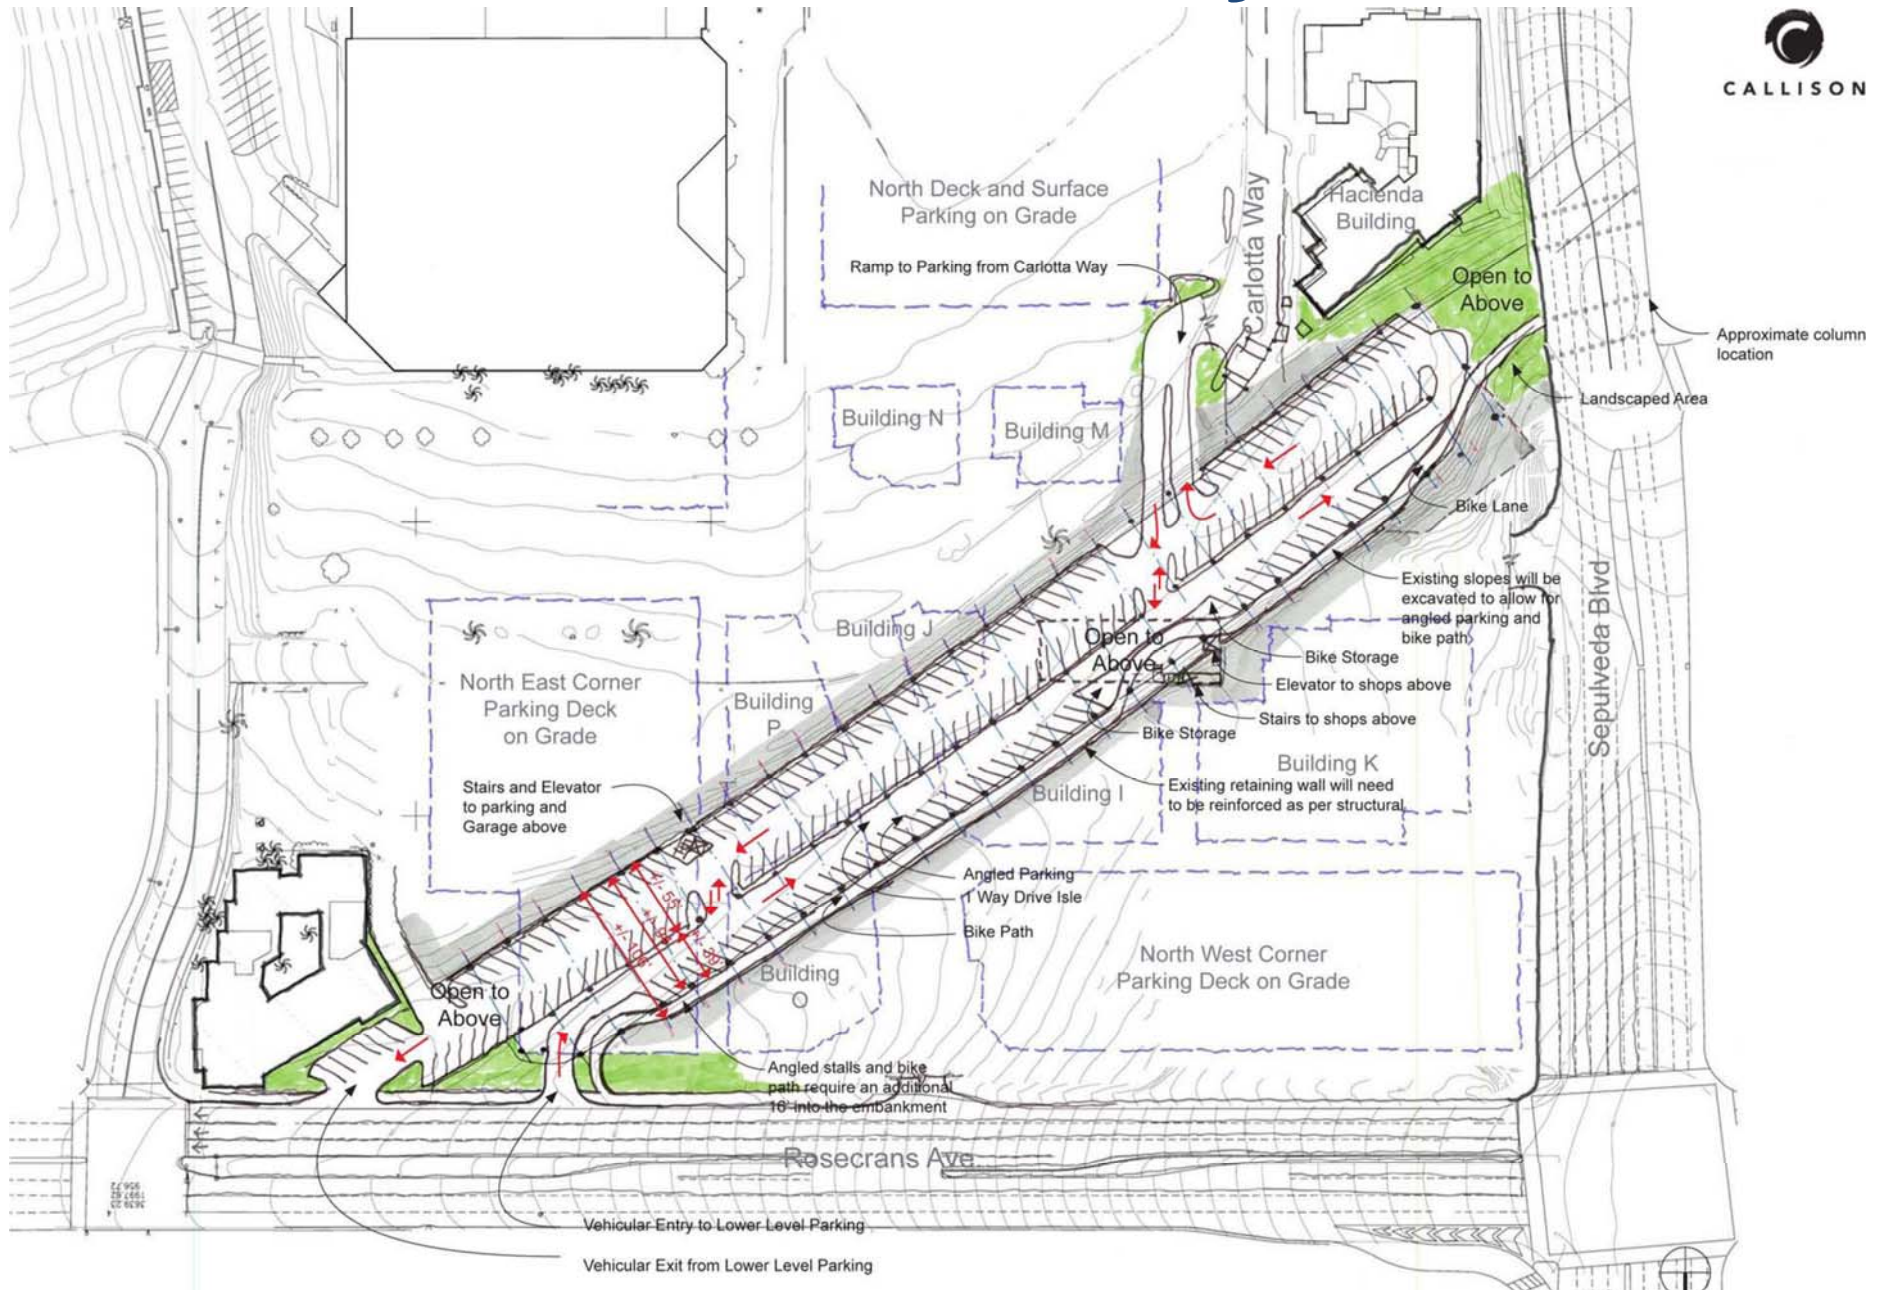 CALLISON
North Deck and Surface
Parking on Grade
Ramp to Parking from Carlotta Way
Carlotta Way
Hacienda
Building
Open to
Above
Approximate column
location
Landscaped Area
Building N
Building M
Bike Lane
Existing slopes will be
excavated to allow for
angled parking and
bike path
Sepulveda Blvd
Building J
Open to
Above
Bike Storage
Elevator to shops above
Stairs to shops above
Bike Storage
North East Corner
Parking Deck
on Grade
Building
P
Building K
Existing retaining wall will need
to be reinforced as per structural
Building I
Stairs and Elevator
to parking and
Garage above
Angled Parking
1 Way Drive Isle
Bike Path
+/- 55'
+/- 39'
North West Corner
Parking Deck on Grade
Building
O
Open to
Above
Angled stalls and bike
path require an additional
16' into the embankment
Rosecrans Ave
Vehicular Entry to Lower Level Parking
Vehicular Exit from Lower Level Parking